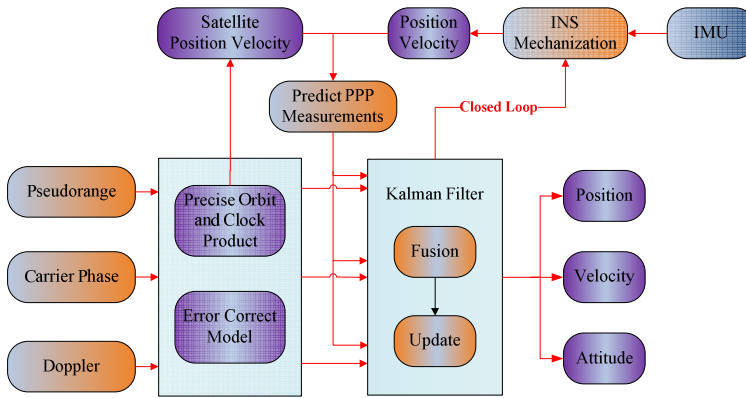 Satellite
Position Velocity
Position
Velocity
INS
Mechanization
IMU
Predict PPP
Measurements
Closed Loop
Pseudorange
Carrier Phase
Doppler
Precise Orbit
and Clock
Product
Error Correct
Model
Kalman Filter
Fusion
Update
Position
Velocity
Attitude